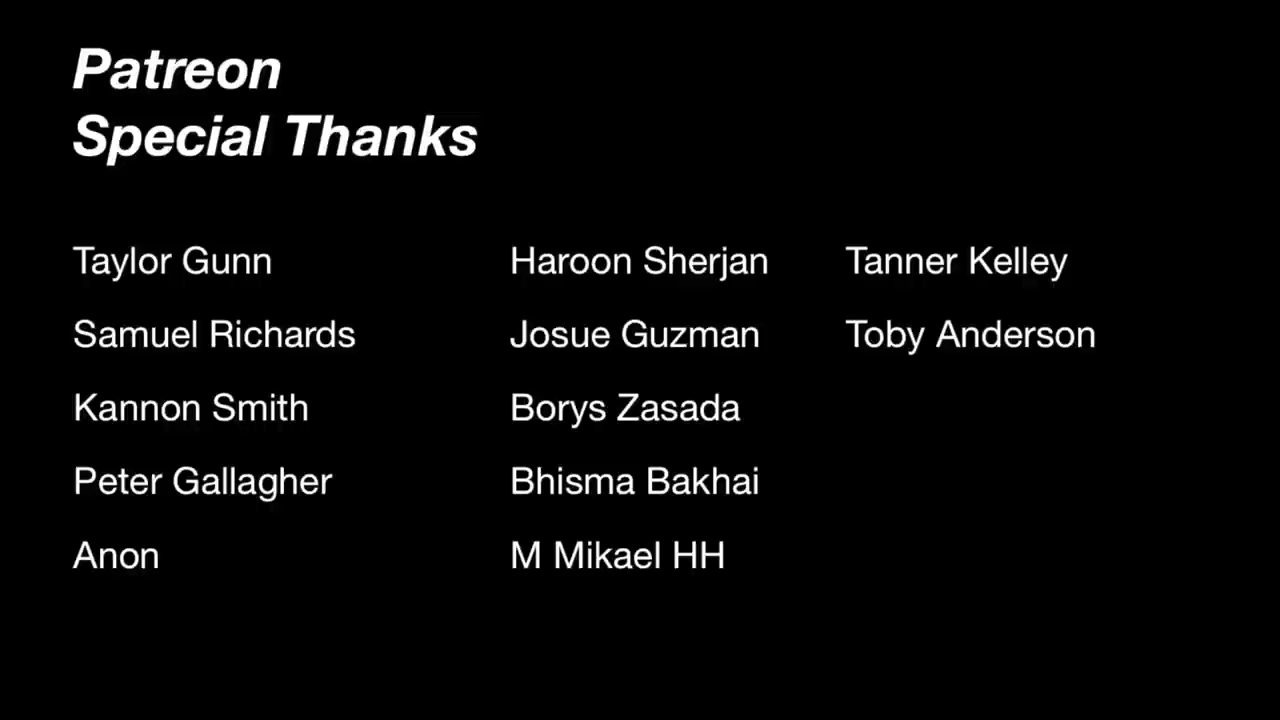 Patreon
Special Thanks
Taylor Gunn
Samuel Richards
Kannon Smith
Peter Gallagher
Anon
Haroon Sherjan
Josue Guzman
Borys Zasada
Bhisma Bakhai
M Mikael HH
Tanner Kelley
Toby Anderson